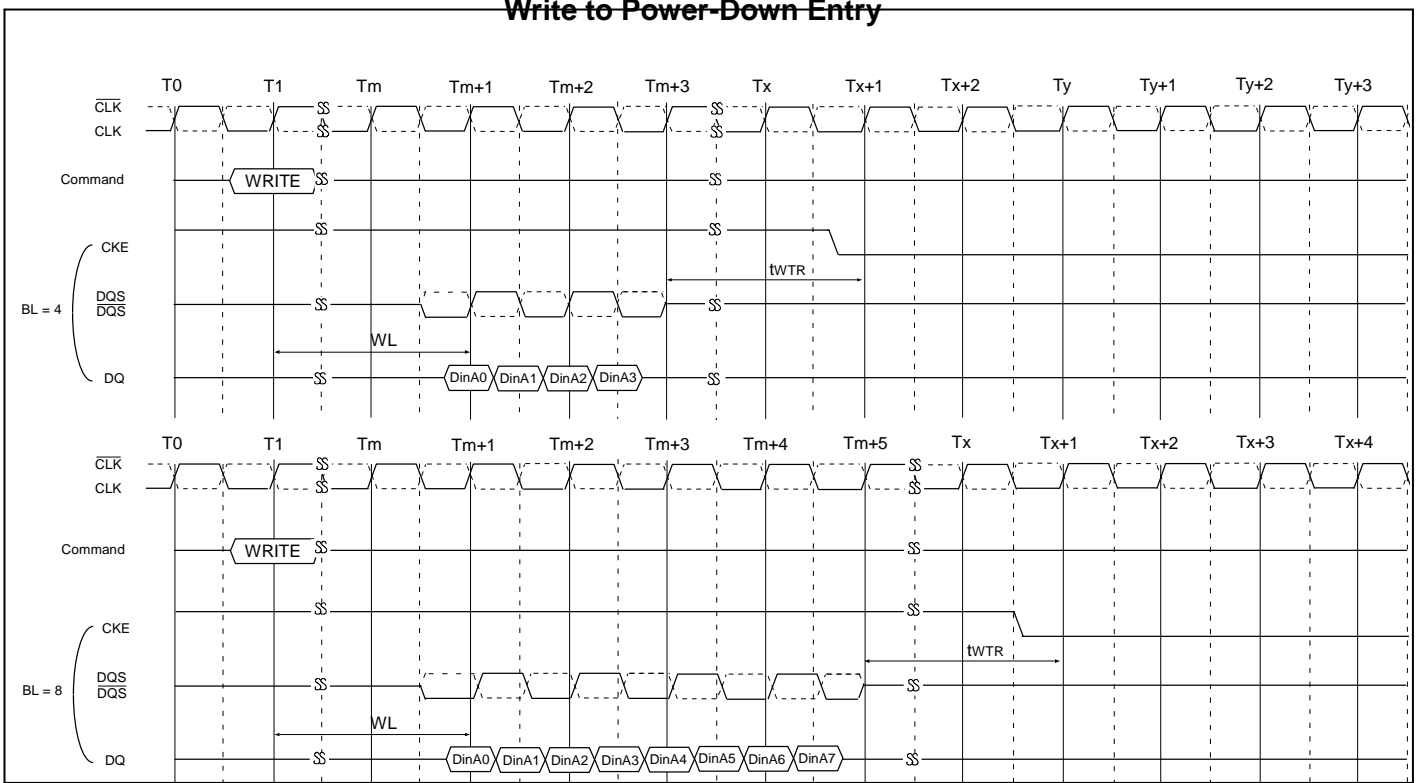 Write to Power-Down Entry
T0 T1 Tm Tm+1 Tm+2 Tm+3 Tx Tx+1 Tx+2 Ty Ty+1 Ty+2 Ty+3
CLK
CLK
Command WRITE
CKE
tWTR
DQS
DQS
BL = 4
WL
DQ DinA0 DinA1 DinA2 DinA3
T0 T1 Tm Tm+1 Tm+2 Tm+3 Tm+4 Tm+5 Tx Tx+1 Tx+2 Tx+3 Tx+4
CLK
CLK
Command WRITE
CKE
tWTR
DQS
DQS
BL = 8
WL
DQ DinA0 DinA1 DinA2 DinA3 DinA4 DinA5 DinA6 DinA7